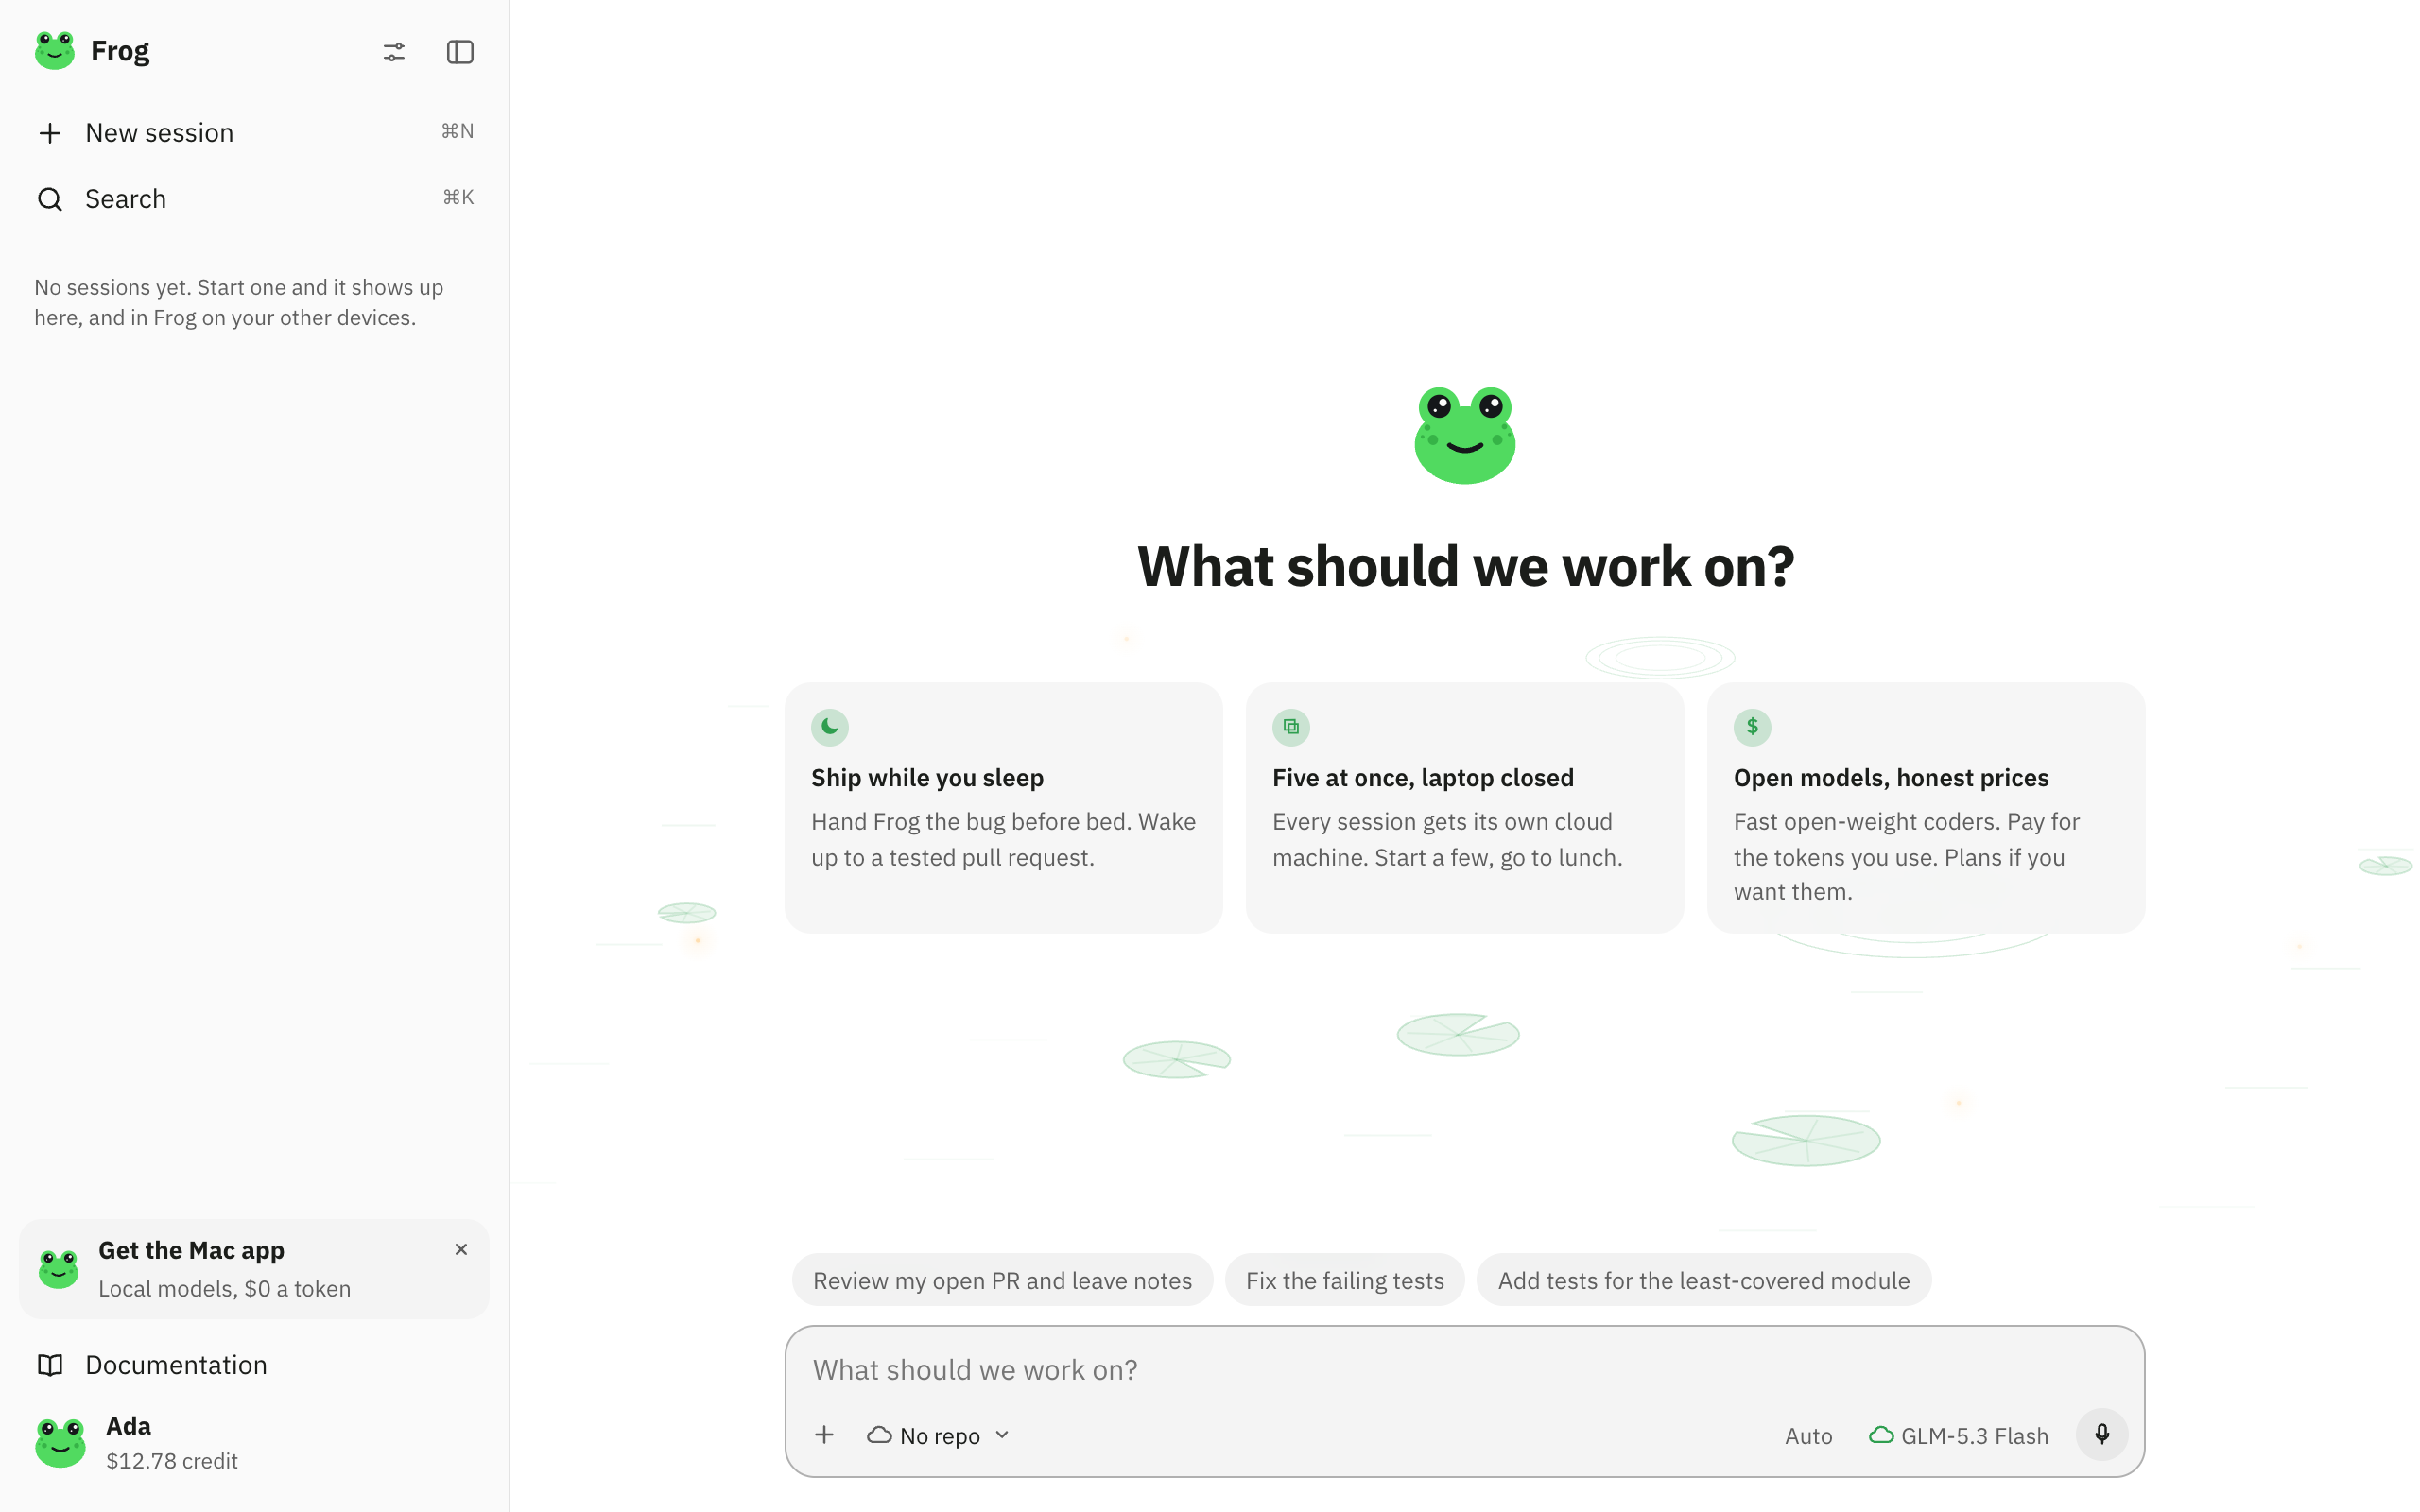 Frog
New session
⌘N
Search
⌘K
No sessions yet. Start one and it shows up
here, and in Frog on your other devices.
What should we work on?
Ship while you sleep
Hand Frog the bug before bed. Wake
up to a tested pull request.
Five at once, laptop closed
Every session gets its own cloud
machine. Start a few, go to lunch.
$
Open models, honest prices
Fast open-weight coders. Pay for
the tokens you use. Plans if you
want them.
Get the Mac app
Local models, $0 a token
Documentation
Ada
$12.78 credit
Review my open PR and leave notes
Fix the failing tests
Add tests for the least-covered module
What should we work on?
No repo
Auto
GLM-5.3 Flash